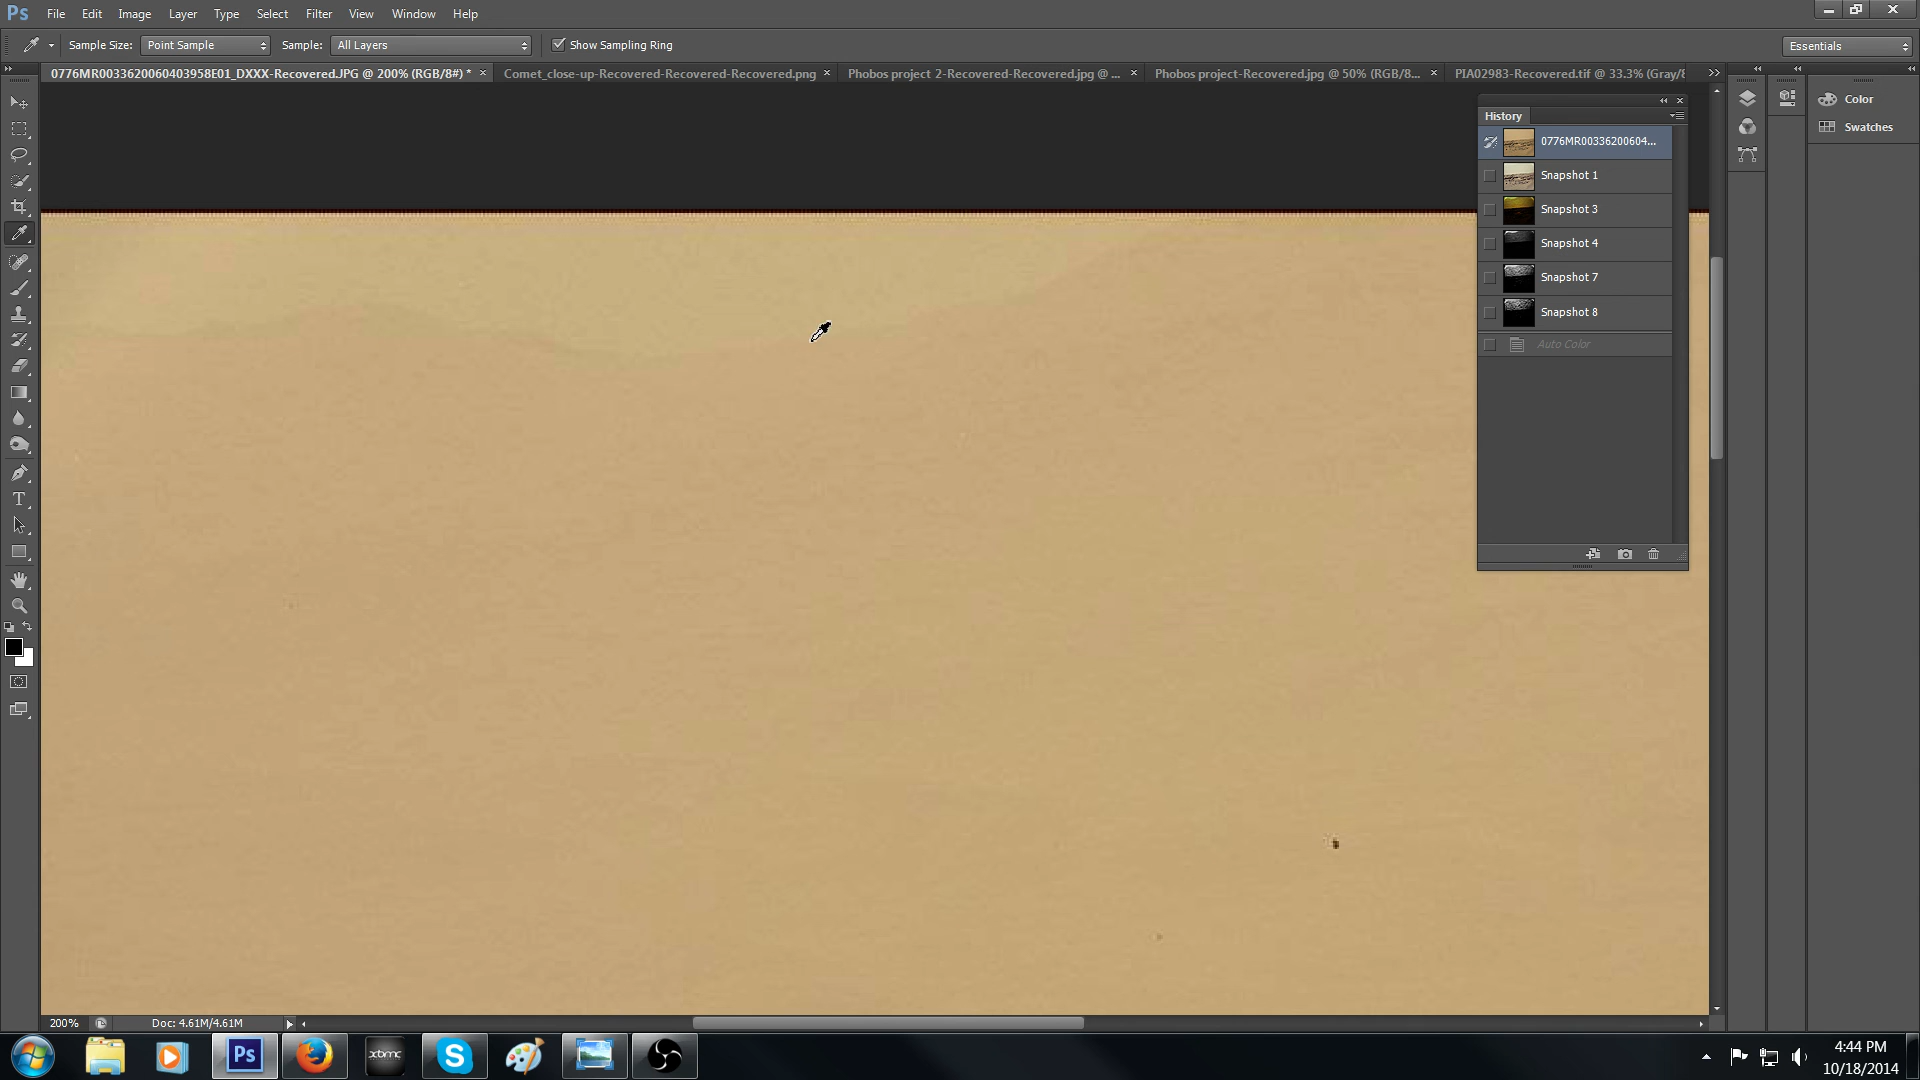 Ps File Edit Image Layer Type Select Filter View Window Help
Sample Size: Point Sample Sample: All Layers Show Sampling Ring Essentials
0776MR0033620060403958E01_DXXX-Recovered.JPG @ 200% (RGB/8#) * × Comet_close-up-Recovered-Recovered-Recovered.png × Phobos project 2-Recovered-Recovered.jpg @ ... × Phobos project-Recovered.jpg @ 50% (RGB/8... × PIA02983-Recovered.tif @ 33.3% (Gray/8
History
0776MR00336200604...
Snapshot 1
Snapshot 3
Snapshot 4
Snapshot 7
Snapshot 8
Auto Color
Color
Swatches
T
200% Doc: 4.61M/4.61M
Ps xbmc S
4:44 PM
10/18/2014